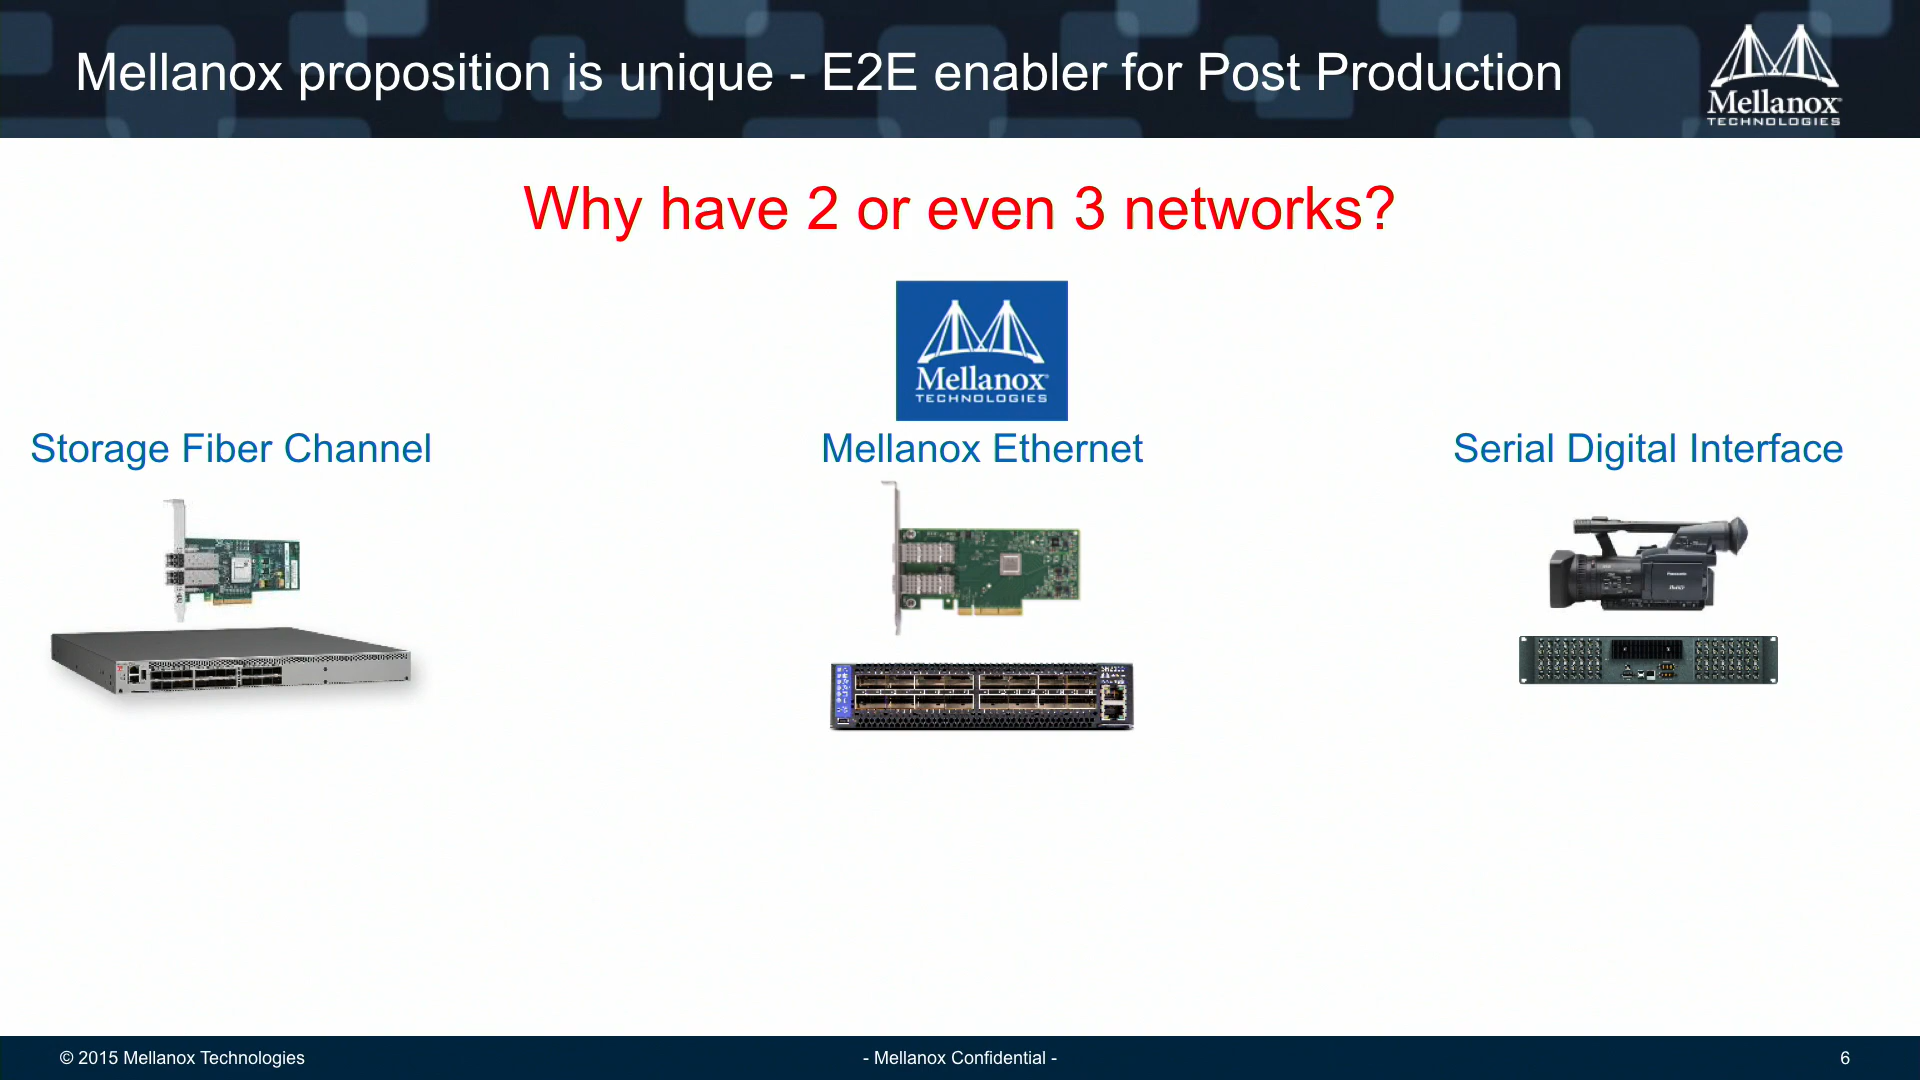 Mellanox proposition is unique - E2E enabler for Post Production
Mellanox
TECHNOLOGIES
Why have 2 or even 3 networks?
Mellanox
TECHNOLOGIES
Storage Fiber Channel
Mellanox Ethernet
Serial Digital Interface
Panasonic
© 2015 Mellanox Technologies
- Mellanox Confidential -
6